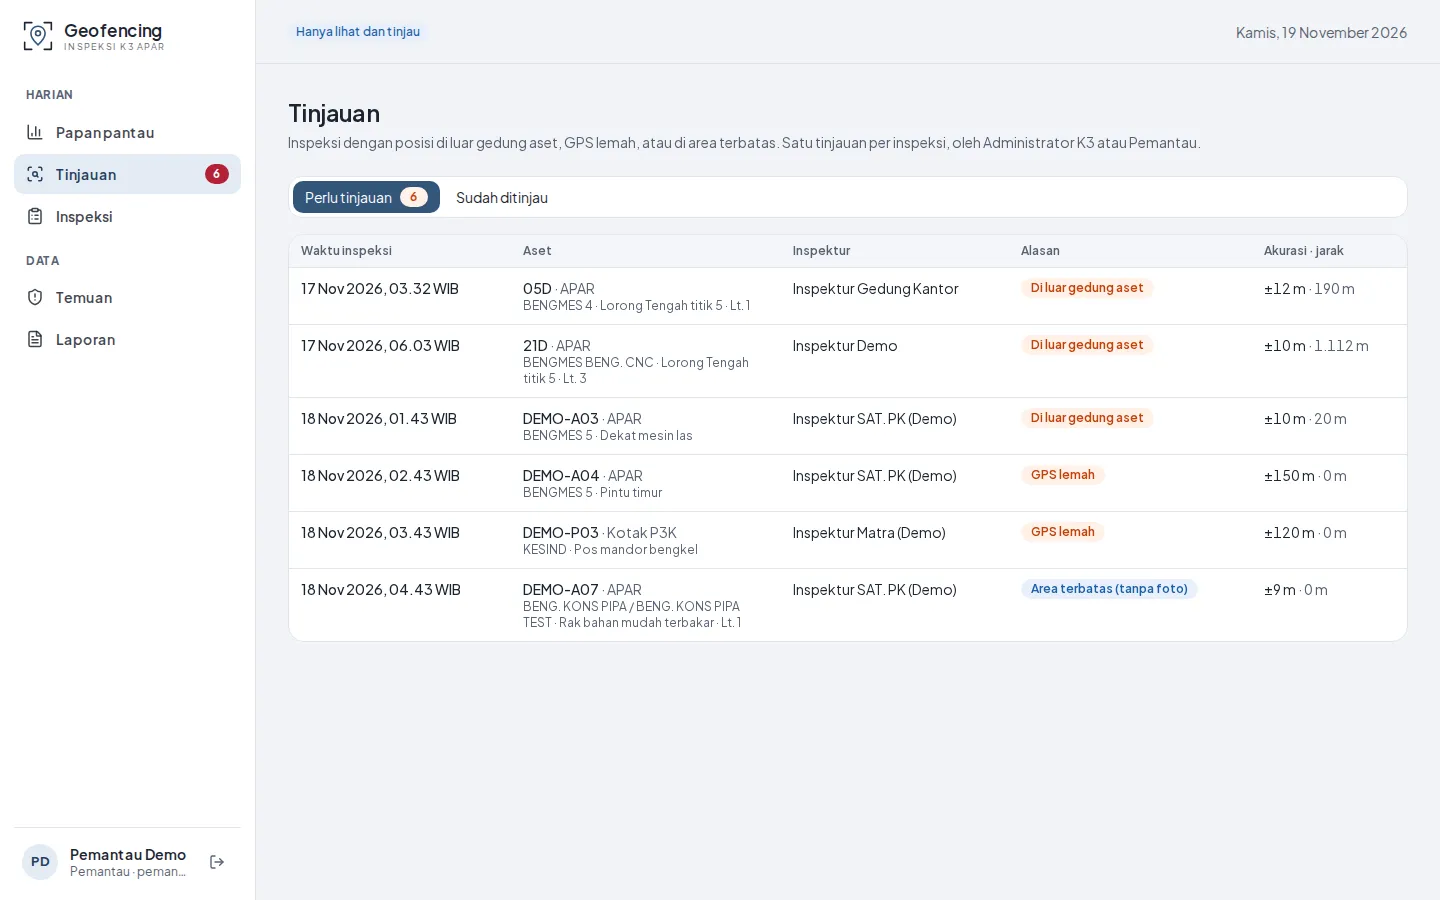 Geofencing
INSPEKSI K3 APAR
Hanya lihat dan tinjau
Kamis, 19 November 2026
HARIAN
Papan pantau
Tinjauan 6
Inspeksi
DATA
Temuan
Laporan
Tinjauan
Inspeksi dengan posisi di luar gedung aset, GPS lemah, atau di area terbatas. Satu tinjauan per inspeksi, oleh Administrator K3 atau Pemantau.
Perlu tinjauan 6 Sudah ditinjau
Waktu inspeksi Aset Inspektur Alasan Akurasi · jarak
17 Nov 2026, 03.32 WIB 05D · APAR Inspektur Gedung Kantor Di luar gedung aset ±12 m · 190 m
BENGMES 4 · Lorong Tengah titik 5 · Lt. 1
17 Nov 2026, 06.03 WIB 21D · APAR Inspektur Demo Di luar gedung aset ±10 m · 1.112 m
BENGMES BENG. CNC · Lorong Tengah
titik 5 · Lt. 3
18 Nov 2026, 01.43 WIB DEMO-A03 · APAR Inspektur SAT. PK (Demo) Di luar gedung aset ±10 m · 20 m
BENGMES 5 · Dekat mesin las
18 Nov 2026, 02.43 WIB DEMO-A04 · APAR Inspektur SAT. PK (Demo) GPS lemah ±150 m · 0 m
BENGMES 5 · Pintu timur
18 Nov 2026, 03.43 WIB DEMO-P03 · Kotak P3K Inspektur Matra (Demo) GPS lemah ±120 m · 0 m
KESIND · Pos mandor bengkel
18 Nov 2026, 04.43 WIB DEMO-A07 · APAR Inspektur SAT. PK (Demo) Area terbatas (tanpa foto) ±9 m · 0 m
BENG. KONS PIPA / BENG. KONS PIPA
TEST · Rak bahan mudah terbakar · Lt. 1
PD
Pemantau Demo
Pemantau · peman…